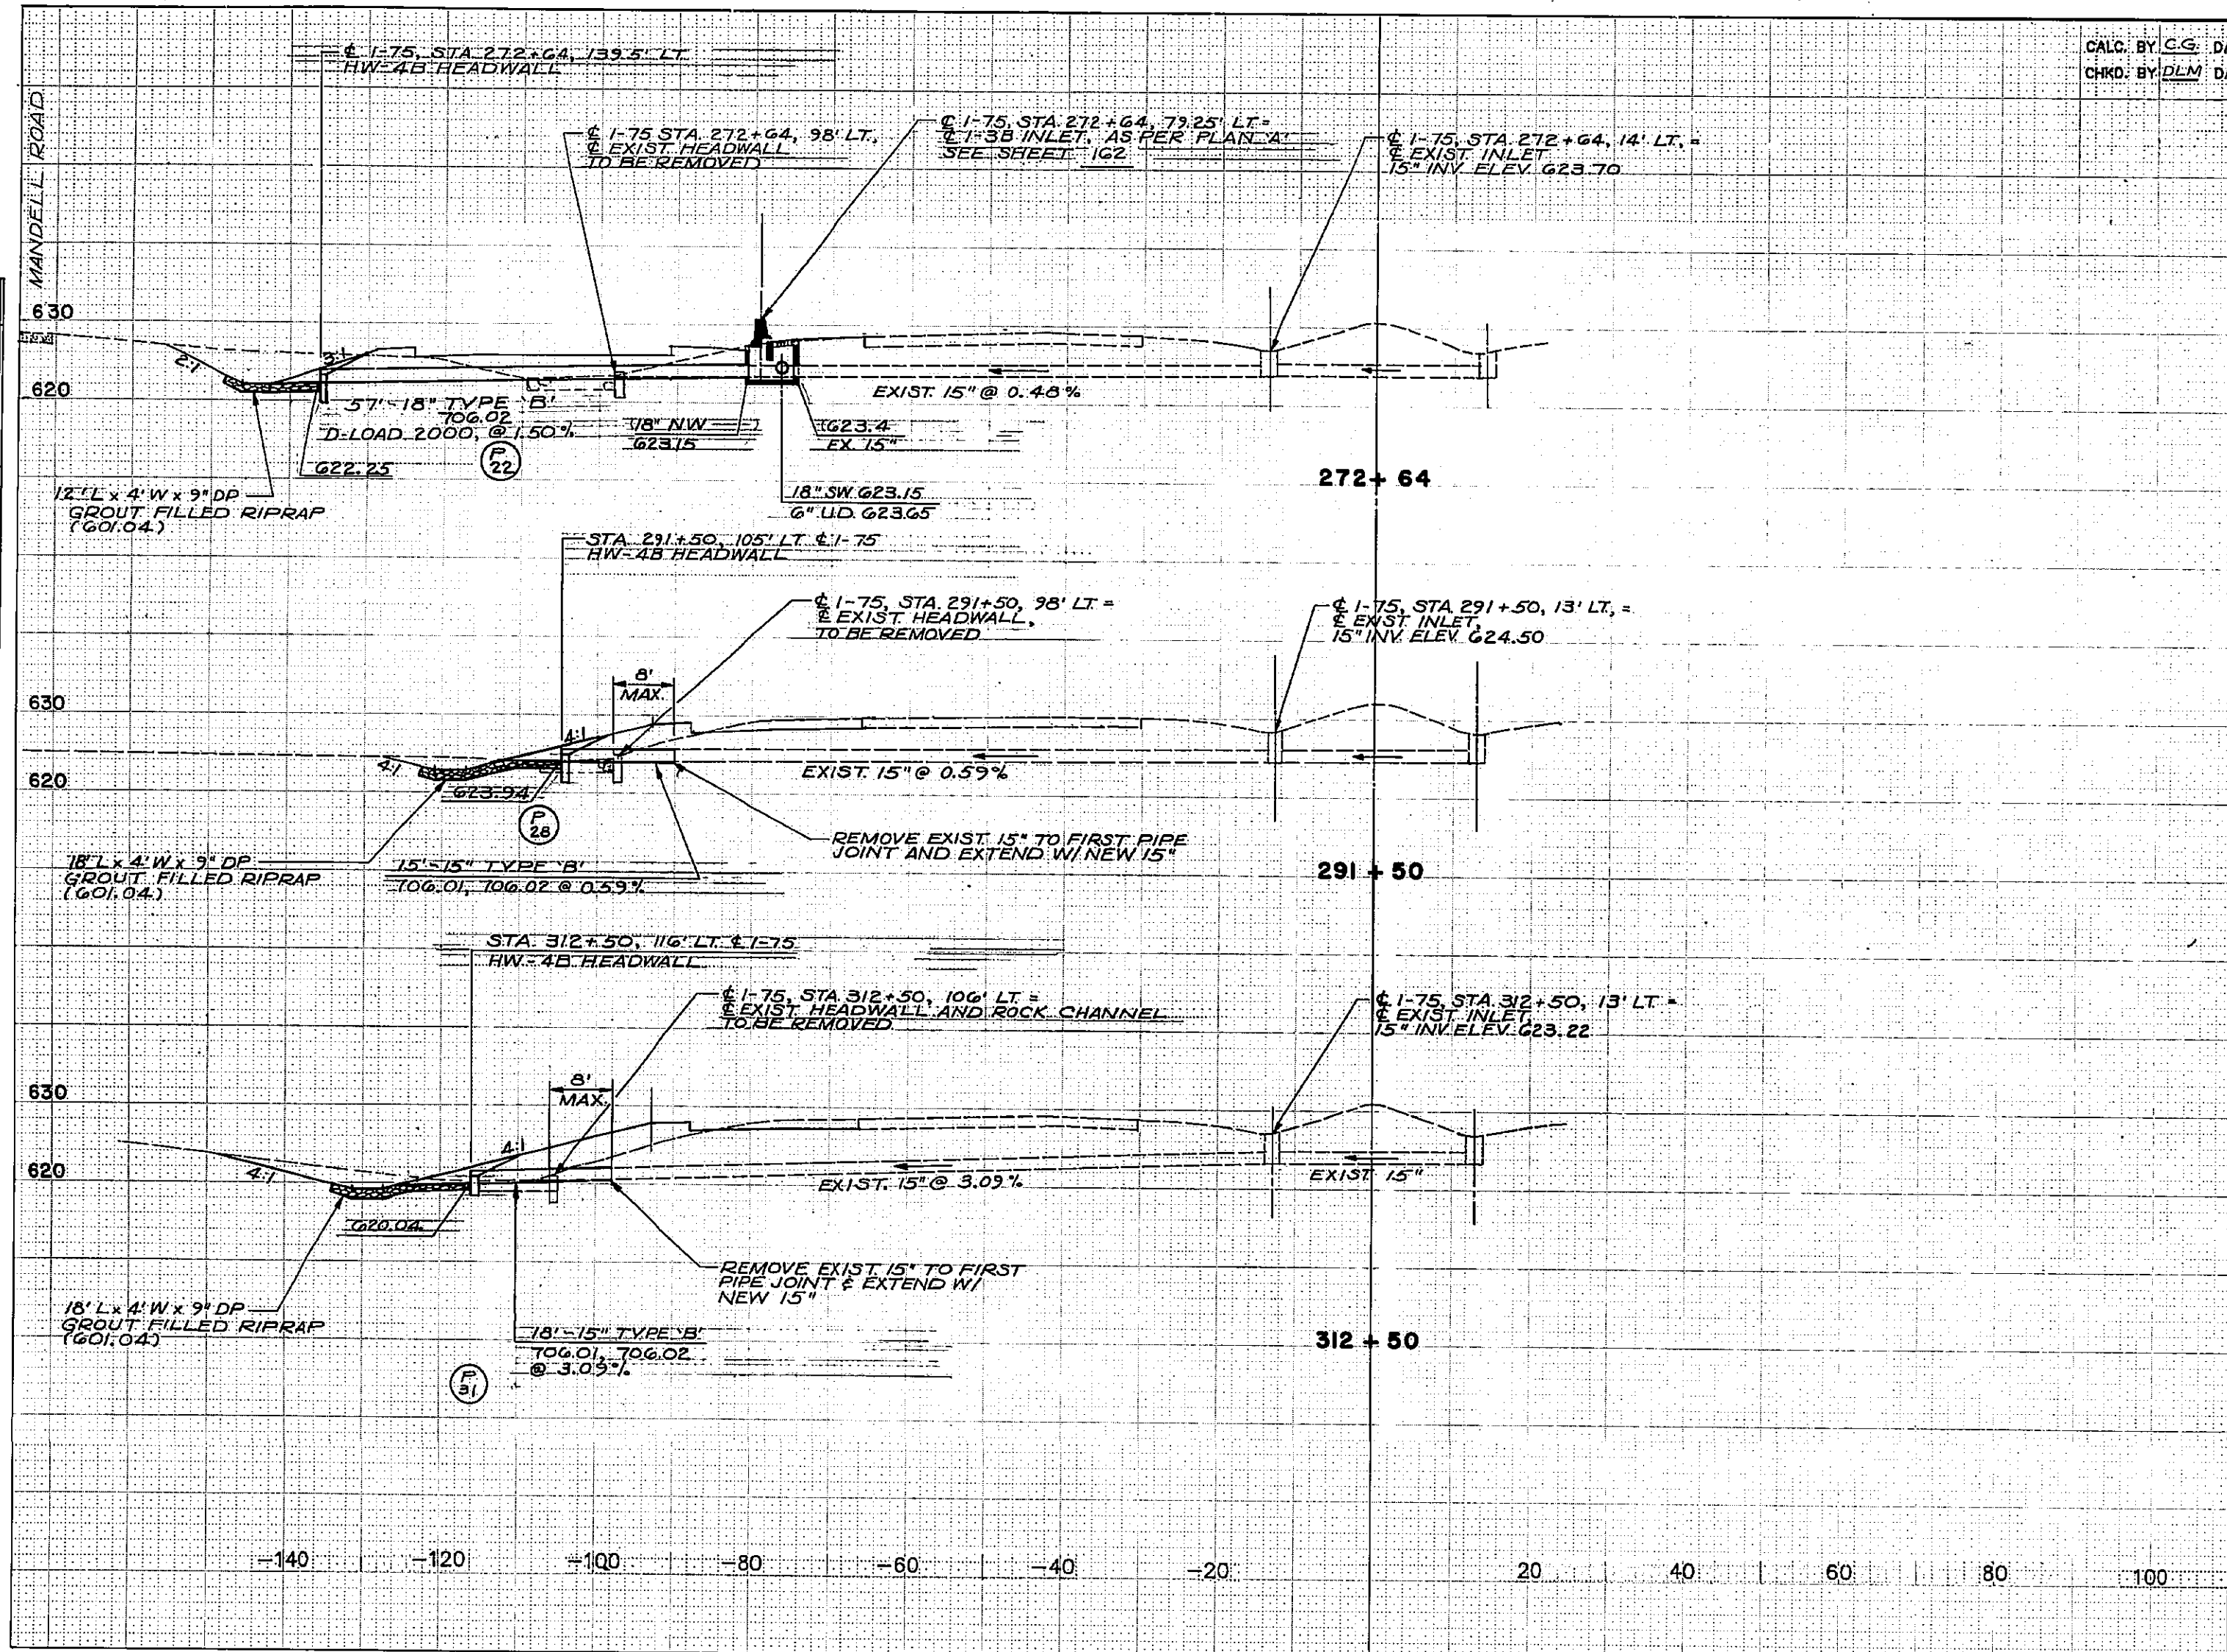 CALC. BY C.G. D
CHKD. BY DLM D
MANDELL ROAD
℄ I-75, STA. 272+64, 139.5' LT.
HW-4B HEADWALL
℄ I-75 STA. 272+64, 98' LT.,
℄ EXIST. HEADWALL
TO BE REMOVED
℄ I-75, STA. 272+64, 79.25' LT =
℄ I-3B INLET, AS PER PLAN 'A'
SEE SHEET 162
℄ I-75, STA. 272+64, 14' LT., =
℄ EXIST. INLET
15" INV. ELEV. 623.70
630
620
2:1
3:1
57'-18" TYPE 'B'
706.02
D-LOAD 2000, @ 1.50%
P
22
622.25
12' L x 4' W x 9" DP
GROUT FILLED RIPRAP
(601.04)
18" NW
623.15
623.4
EX. 15"
EXIST. 15" @ 0.48%
18" SW 623.15
6" U.D. 623.65
272+ 64
STA. 291+50, 105' LT ℄ I-75
HW-4B HEADWALL
℄ I-75, STA. 291+50, 98' LT =
℄ EXIST. HEADWALL,
TO BE REMOVED
℄ I-75, STA. 291+50, 13' LT, =
℄ EXIST. INLET,
15" INV. ELEV. 624.50
8'
MAX.
630
620
4:1
4:1
623.94
P
28
EXIST. 15" @ 0.59%
REMOVE EXIST. 15" TO FIRST PIPE
JOINT AND EXTEND W/ NEW 15"
18' L x 4' W x 9" DP
GROUT FILLED RIPRAP
(601.04)
15'-15" TYPE 'B'
706.01, 706.02 @ 0.59%
291 + 50
STA. 312+50, 116' LT. ℄ I-75
HW-4B HEADWALL
℄ I-75, STA. 312+50, 106' LT =
℄ EXIST. HEADWALL AND ROCK CHANNEL
TO BE REMOVED
℄ I-75, STA. 312+50, 13' LT =
℄ EXIST. INLET,
15" INV. ELEV. 623.22
8'
MAX.
630
620
4:1
4:1
620.04
EXIST. 15" @ 3.09%
EXIST. 15"
REMOVE EXIST. 15" TO FIRST
PIPE JOINT & EXTEND W/
NEW 15"
18' L x 4' W x 9" DP
GROUT FILLED RIPRAP
(601.04)
18'-15" TYPE 'B'
706.01, 706.02
@ 3.09%
P
31
312 + 50
-140 -120 -100 -80 -60 -40 -20 20 40 60 80 100